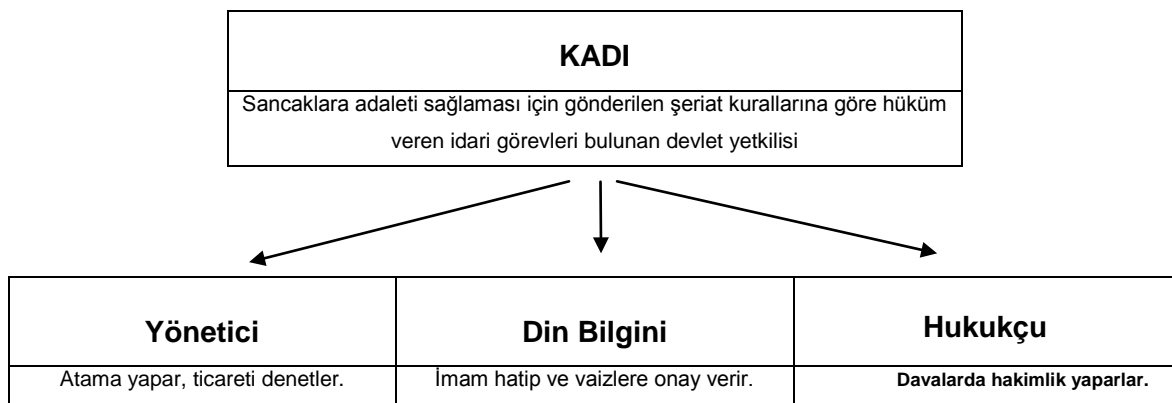 KADI
Sancaklara adaleti sağlaması için gönderilen şeriat kurallarına göre hüküm
veren idari görevleri bulunan devlet yetkilisi
Yönetici
Din Bilgini
Hukukçu
Atama yapar, ticareti denetler.
İmam hatip ve vaizlere onay verir.
Davalarda hakimlik yaparlar.